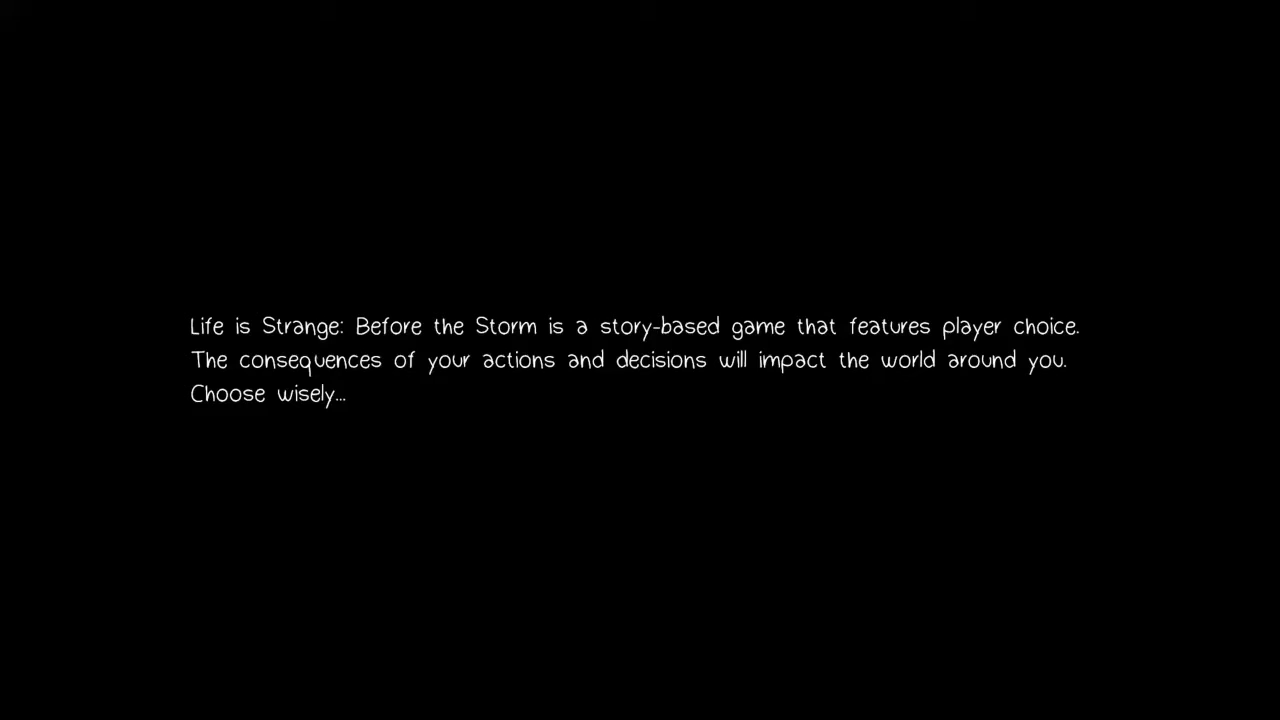 Life is Strange: Before the Storm is a story-based game that features player choice.
The consequences of your actions and decisions will impact the world around you.
Choose wisely...